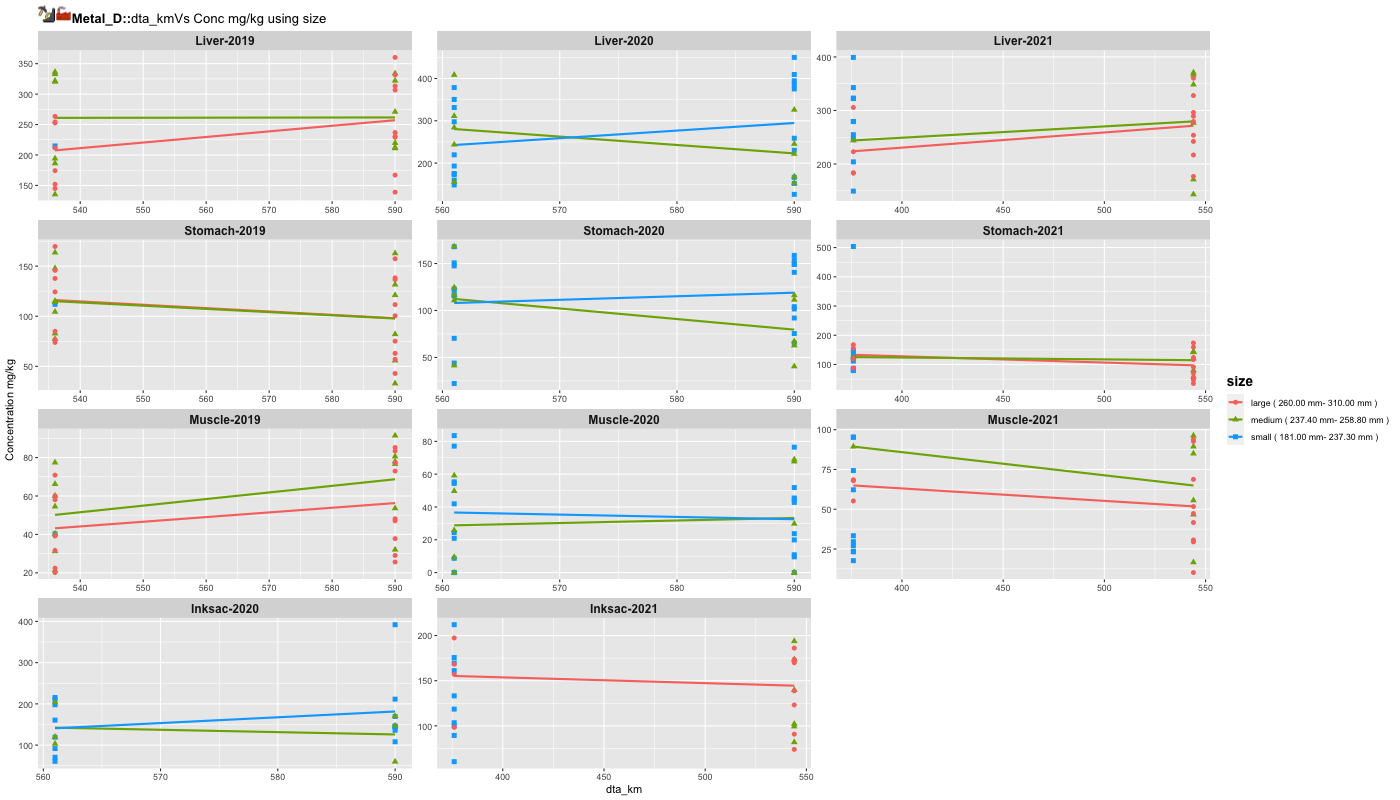 Metal_D::dta_kmVs Conc mg/kg using size
Liver-2019
Liver-2020
Liver-2021
350
300
250
200
150
540 550 560 570 580 590
400
300
200
560 570 580 590
400
300
200
400 450 500 550
Stomach-2019
Stomach-2020
Stomach-2021
150
100
50
540 550 560 570 580 590
150
100
50
560 570 580 590
500
400
300
200
100
400 450 500 550
Muscle-2019
Muscle-2020
Muscle-2021
80
60
40
20
540 550 560 570 580 590
80
60
40
20
0
560 570 580 590
100
75
50
25
400 450 500 550
Inksac-2020
Inksac-2021
400
300
200
100
560 570 580 590
200
150
100
400 450 500 550
Concentration mg/kg
dta_km
size
large ( 260.00 mm- 310.00 mm )
medium ( 237.40 mm- 258.80 mm )
small ( 181.00 mm- 237.30 mm )